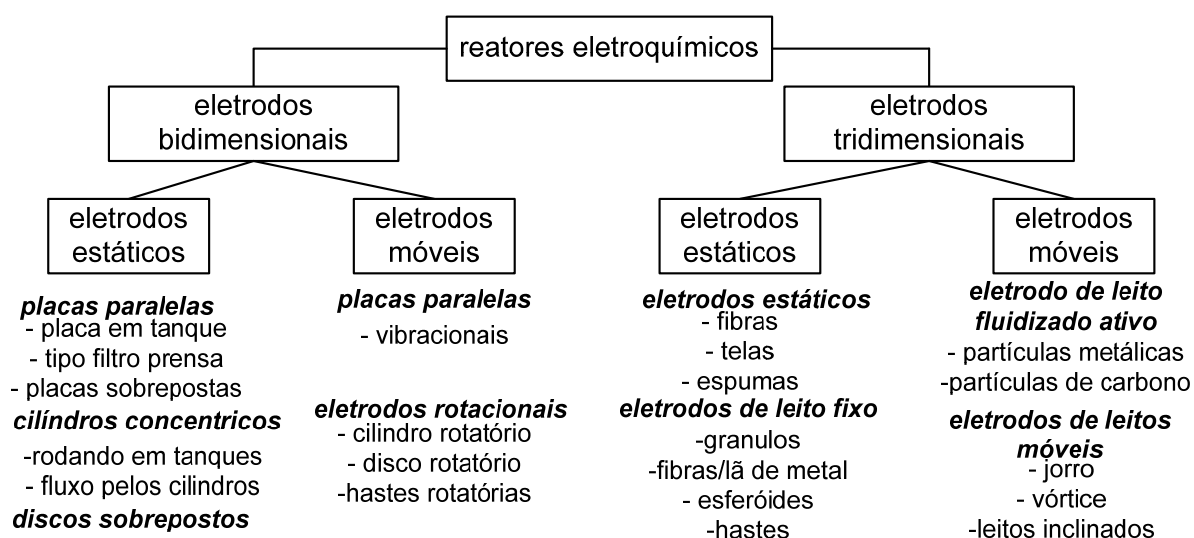 reatores eletroquímicos
eletrodos
bidimensionais
eletrodos
tridimensionais
eletrodos
estáticos
eletrodos
móveis
eletrodos
estáticos
eletrodos
móveis
placas paralelas
- placa em tanque
- tipo filtro prensa
- placas sobrepostas
cilíndros concentricos
-rodando em tanques
- fluxo pelos cilindros
discos sobrepostos
placas paralelas
- vibracionais
eletrodos rotacionais
- cilindro rotatório
- disco rotatório
-hastes rotatórias
eletrodos estáticos
- fibras
- telas
- espumas
eletrodos de leito fixo
-granulos
-fibras/lã de metal
- esferóides
-hastes
eletrodo de leito
fluidizado ativo
- partículas metálicas
-partículas de carbono
eletrodos de leitos
móveis
- jorro
- vórtice
-leitos inclinados